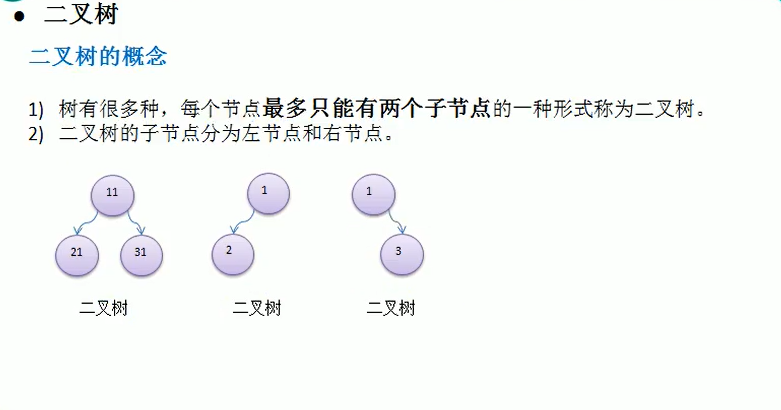 ● 二叉树
二叉树的概念
1) 树有很多种，每个节点最多只能有两个子节点的一种形式称为二叉树。
2) 二叉树的子节点分为左节点和右节点。
11
21
31
二叉树
1
2
二叉树
1
3
二叉树